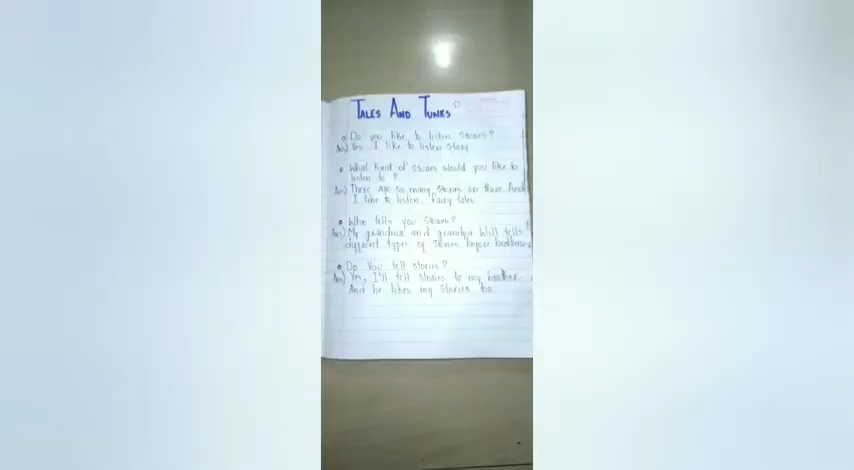 TALES AND TUNKS
Do you like to listen stories?
Ans) Yes I like to listen story
What kind of stories would you like to
listen to ?
Ans) There are so many stories are there. And
I like to listen Fairy tales
Who tells you stories?
Ans) My grandma and grandpa will tells
different types of stories before bedtime
Do You tell stories?
Ans) Yes, I'll tell stories to my brother
And he likes my stories too